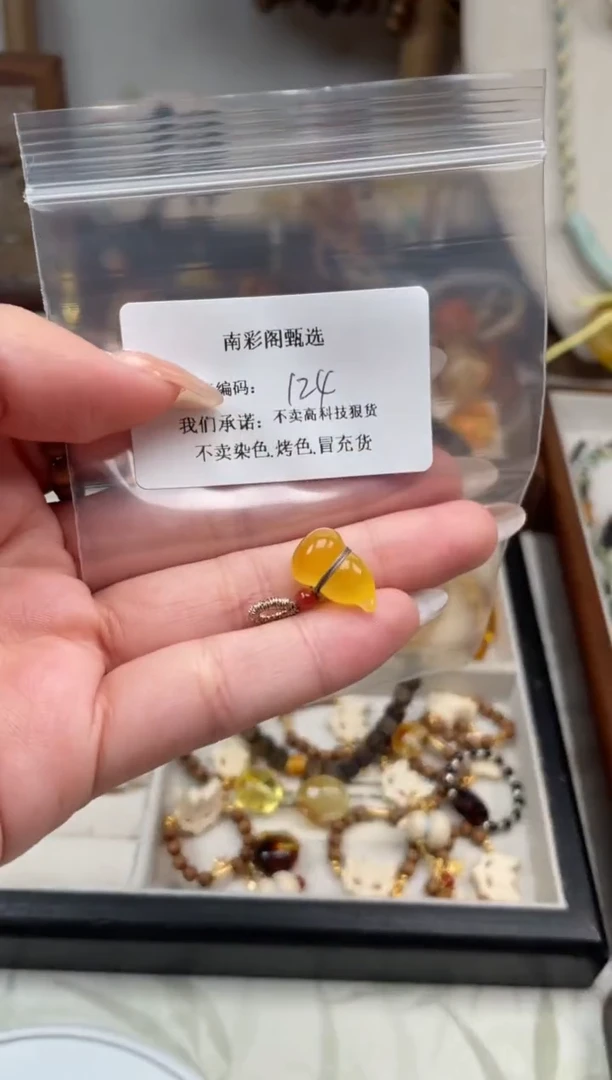 南彩阁甄选
编码：124
我们承诺：不卖高科技狠货
不卖染色.烤色.冒充货